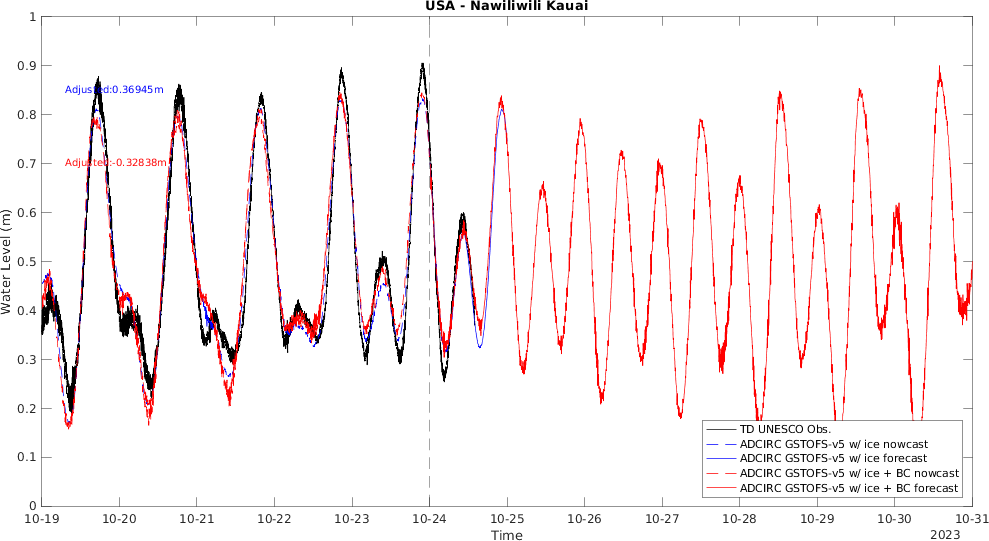 USA - Nawiliwili Kauai
1
0.9
0.8
0.7
0.6
0.5
0.4
0.3
0.2
0.1
0
Water Level (m)
Adjusted:0.36945m
Adjusted:-0.32838m
TD UNESCO Obs.
ADCIRC GSTOFS-v5 w/ ice nowcast
ADCIRC GSTOFS-v5 w/ ice forecast
ADCIRC GSTOFS-v5 w/ ice + BC nowcast
ADCIRC GSTOFS-v5 w/ ice + BC forecast
10-19 10-20 10-21 10-22 10-23 10-24 10-25 10-26 10-27 10-28 10-29 10-30 10-31
Time
2023